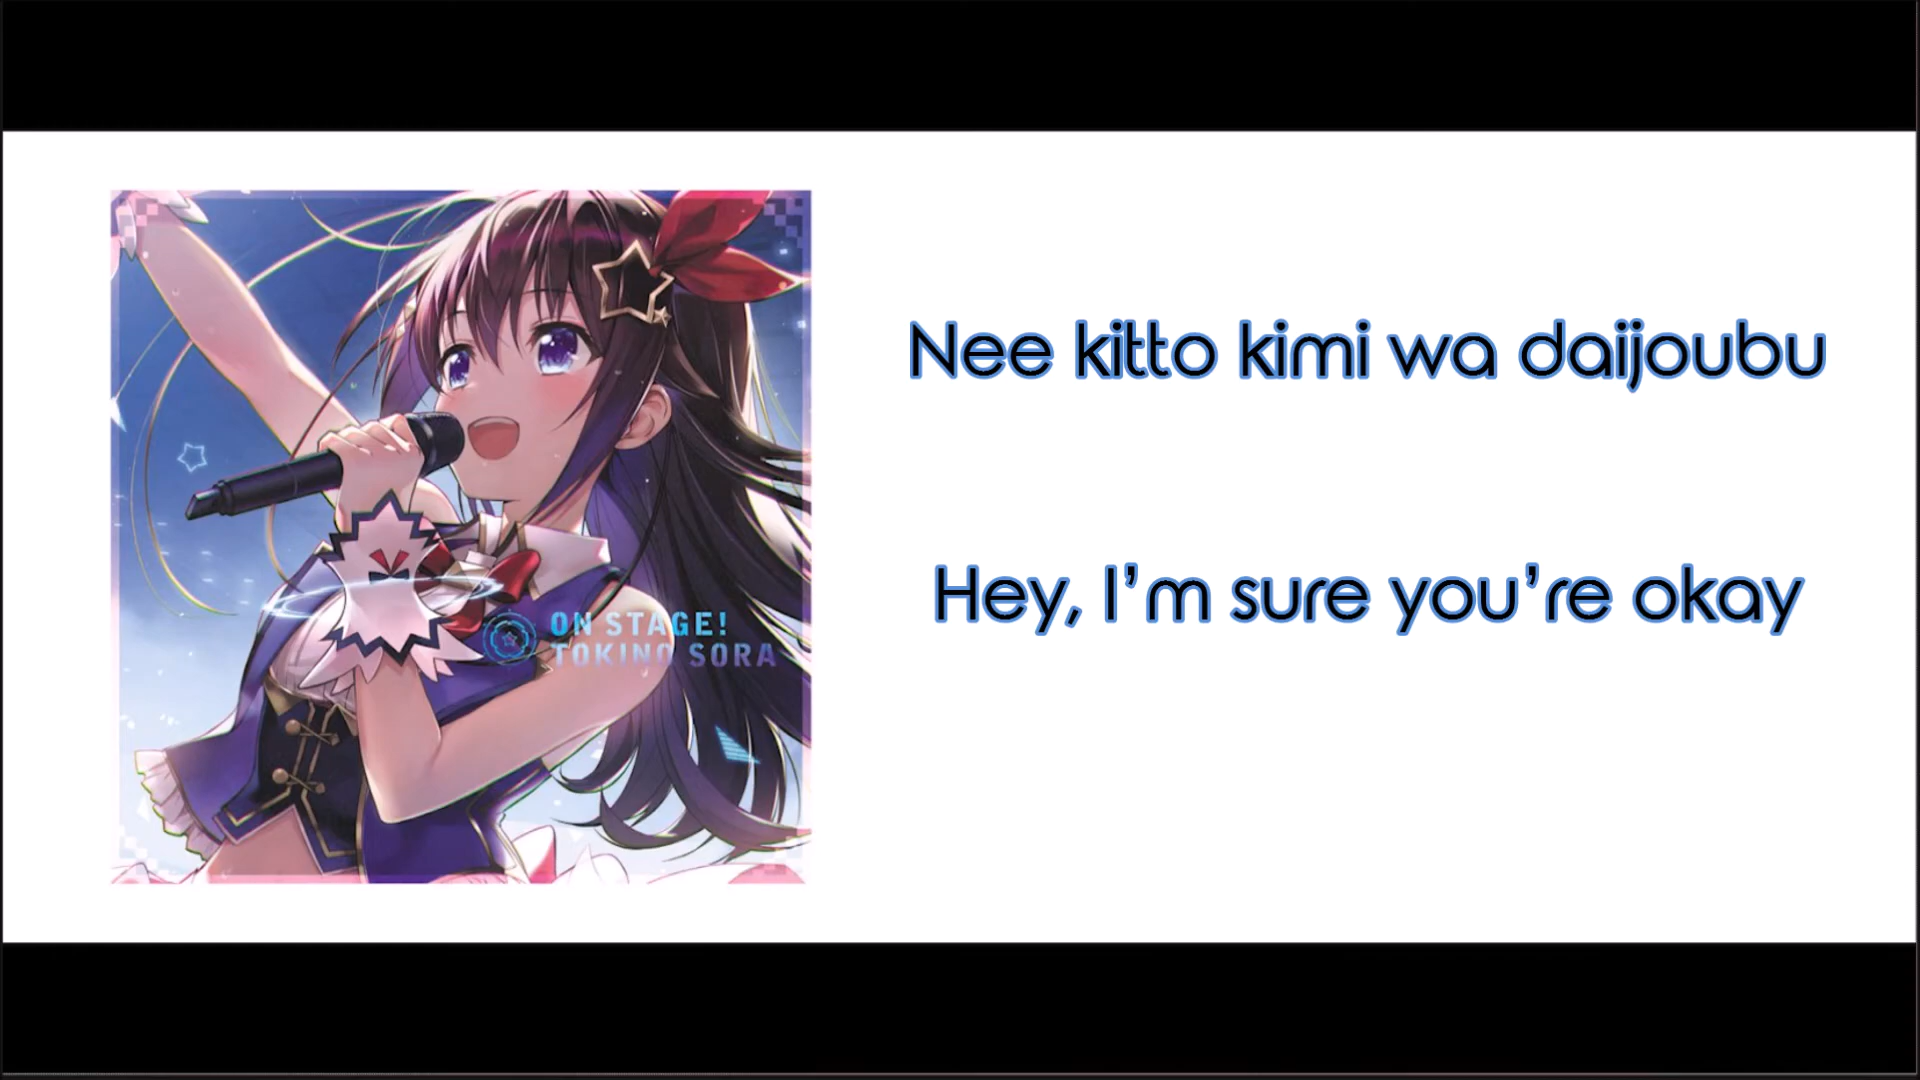 Nee kitto kimi wa daijoubu
Hey, I’m sure you’re okay
ON STAGE!
TOKINO SORA